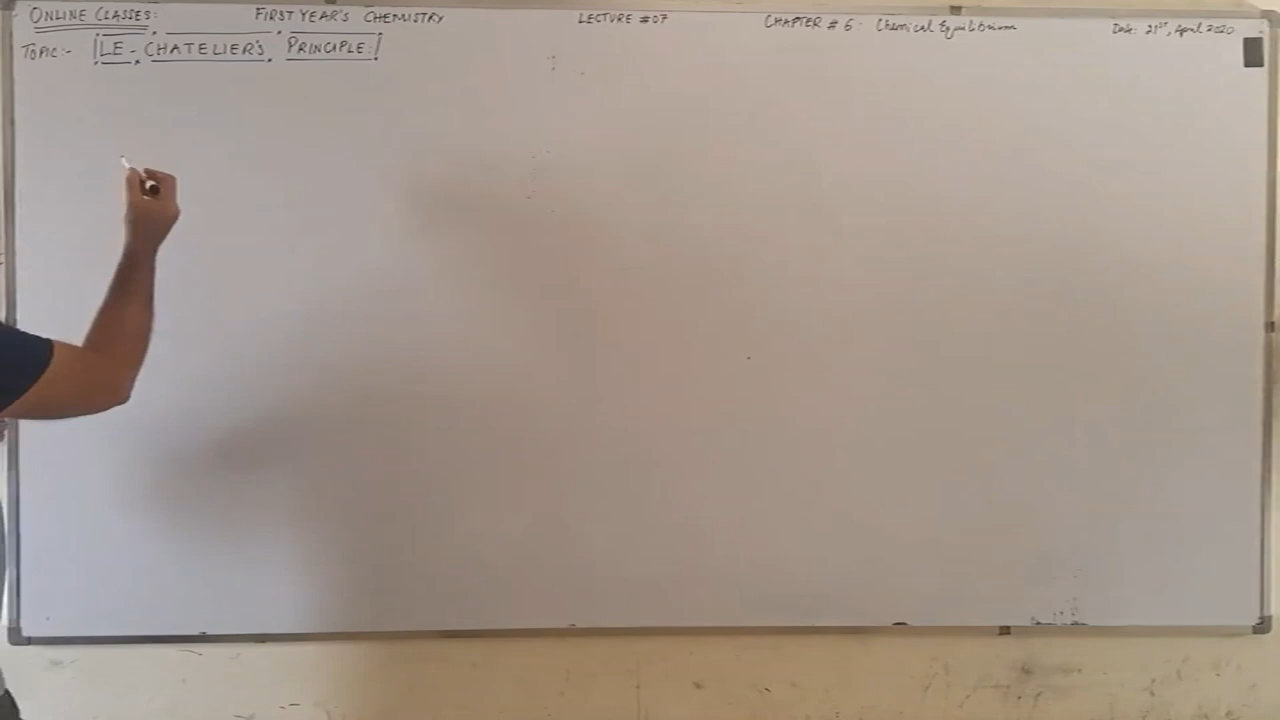 ONLINE CLASSES: FIRST YEAR'S CHEMISTRY LECTURE #07 CHAPTER # 6: Chemical Equilibrium Date: 21st, April 2020
TOPIC:- LE-CHATELIER'S PRINCIPLE: